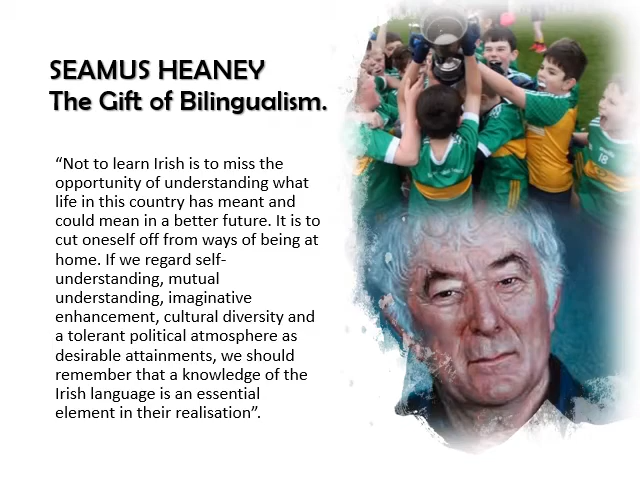 SEAMUS HEANEY
The Gift of Bilingualism.
“Not to learn Irish is to miss the
opportunity of understanding what
life in this country has meant and
could mean in a better future. It is to
cut oneself off from ways of being at
home. If we regard self-
understanding, mutual
understanding, imaginative
enhancement, cultural diversity and
a tolerant political atmosphere as
desirable attainments, we should
remember that a knowledge of the
Irish language is an essential
element in their realisation”.
18